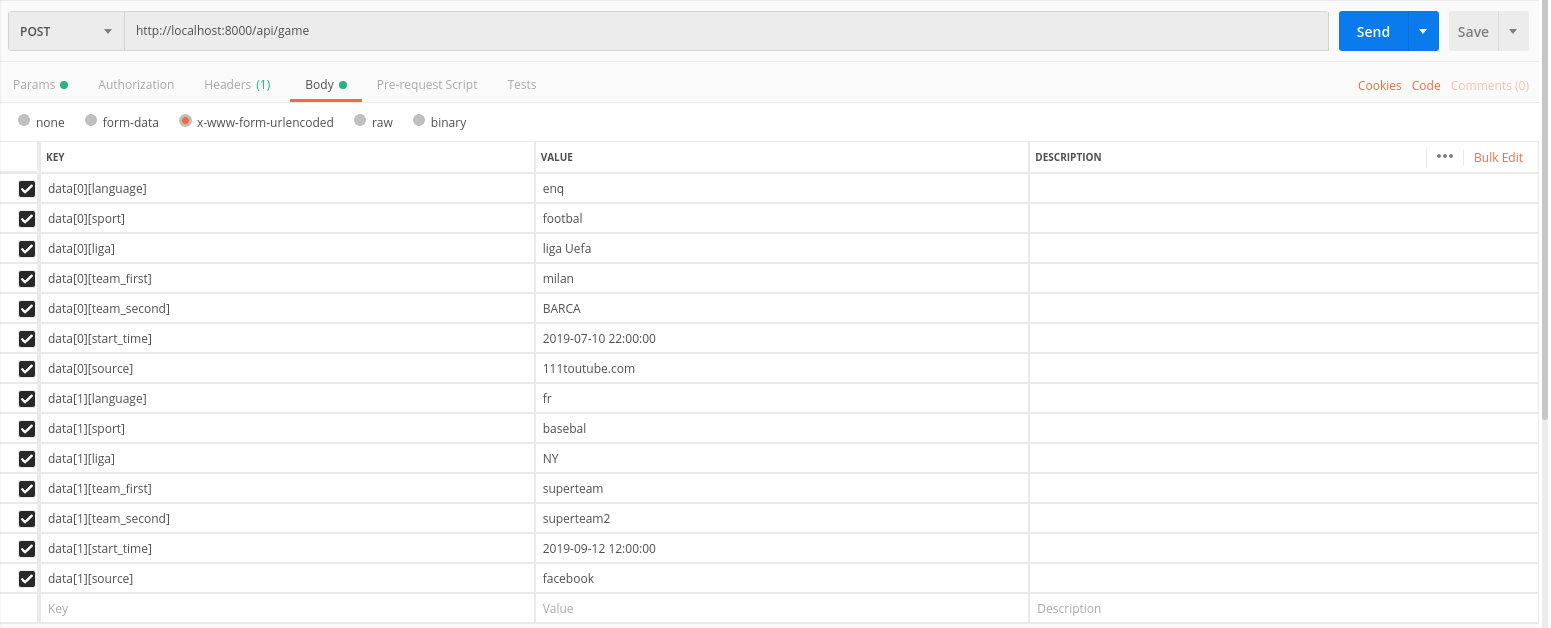 POST http://localhost:8000/api/game Send Save
Params Authorization Headers (1) Body Pre-request Script Tests Cookies Code Comments (0)
none form-data x-www-form-urlencoded raw binary
KEY VALUE DESCRIPTION ••• Bulk Edit
data[0][language] enq
data[0][sport] footbal
data[0][liga] liga Uefa
data[0][team_first] milan
data[0][team_second] BARCA
data[0][start_time] 2019-07-10 22:00:00
data[0][source] 111toutube.com
data[1][language] fr
data[1][sport] basebal
data[1][liga] NY
data[1][team_first] superteam
data[1][team_second] superteam2
data[1][start_time] 2019-09-12 12:00:00
data[1][source] facebook
Key Value Description